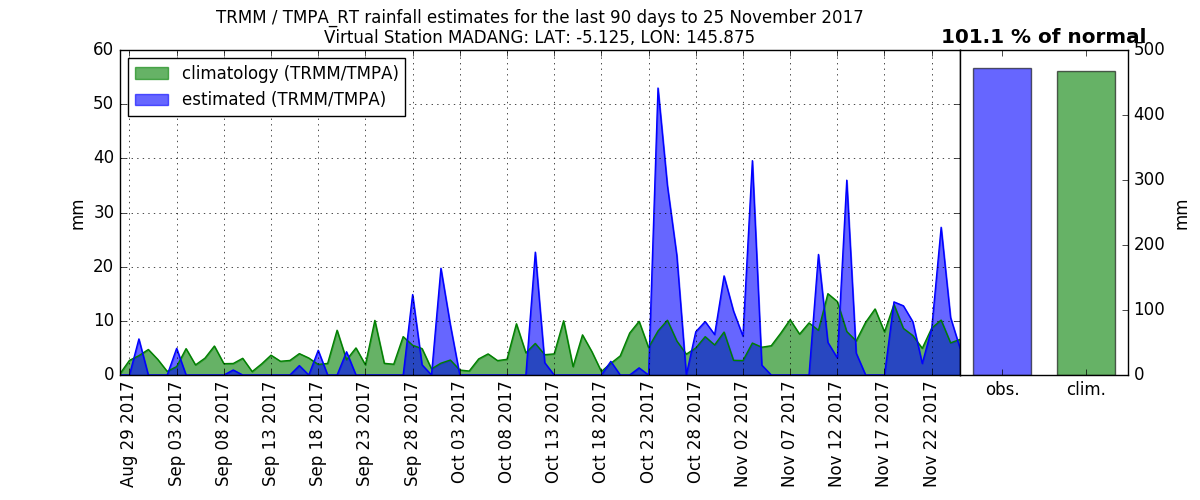 TRMM / TMPA_RT rainfall estimates for the last 90 days to 25 November 2017
Virtual Station MADANG: LAT: -5.125, LON: 145.875
101.1 % of normal
climatology (TRMM/TMPA)
estimated (TRMM/TMPA)
60
50
40
30
20
10
0
mm
Aug 29 2017
Sep 03 2017
Sep 08 2017
Sep 13 2017
Sep 18 2017
Sep 23 2017
Sep 28 2017
Oct 03 2017
Oct 08 2017
Oct 13 2017
Oct 18 2017
Oct 23 2017
Oct 28 2017
Nov 02 2017
Nov 07 2017
Nov 12 2017
Nov 17 2017
Nov 22 2017
obs.
clim.
500
400
300
200
100
0
mm